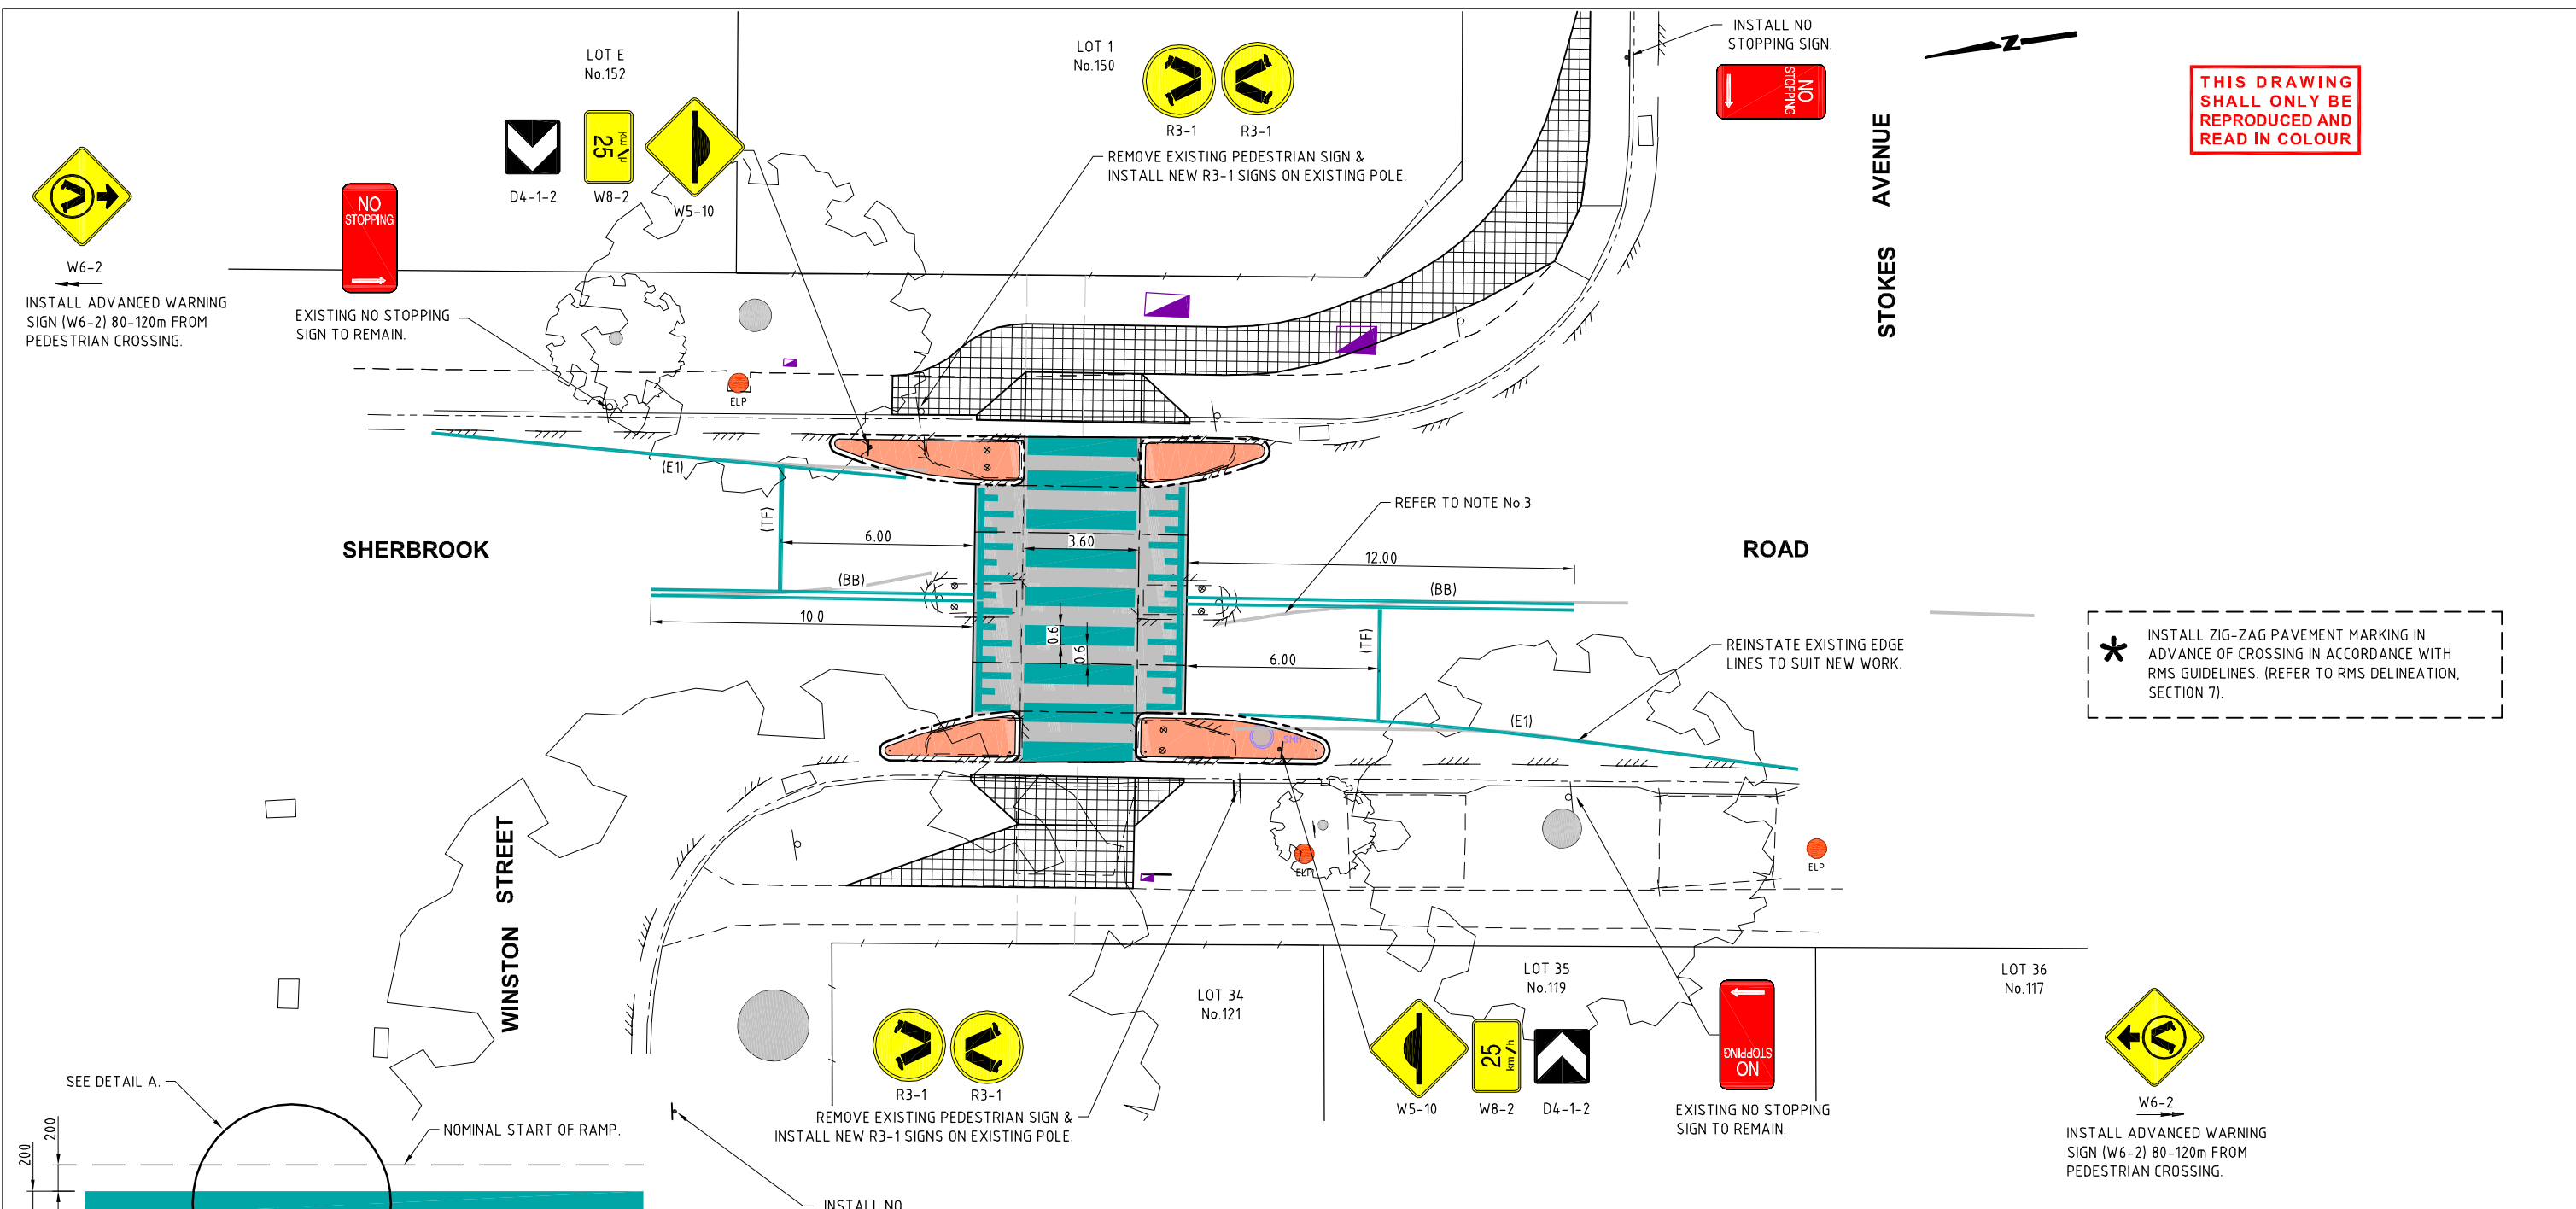 LOT E
No.152
LOT 1
No.150
INSTALL NO
STOPPING SIGN.
NO
STOPPING
N
THIS DRAWING
SHALL ONLY BE
REPRODUCED AND
READ IN COLOUR
R3-1
R3-1
REMOVE EXISTING PEDESTRIAN SIGN &
INSTALL NEW R3-1 SIGNS ON EXISTING POLE.
STOKES AVENUE
25
km/h
D4-1-2
W8-2
W5-10
W6-2
INSTALL ADVANCED WARNING
SIGN (W6-2) 80-120m FROM
PEDESTRIAN CROSSING.
NO
STOPPING
EXISTING NO STOPPING
SIGN TO REMAIN.
ELP
(E1)
(TF)
6.00
3.60
REFER TO NOTE No.3
12.00
SHERBROOK
ROAD
(BB)
(BB)
10.0
0.6
0.6
6.00
(TF)
REINSTATE EXISTING EDGE
LINES TO SUIT NEW WORK.
(E1)
* INSTALL ZIG-ZAG PAVEMENT MARKING IN
ADVANCE OF CROSSING IN ACCORDANCE WITH
RMS GUIDELINES. (REFER TO RMS DELINEATION,
SECTION 7).
SMH
ELP
ELP
WINSTON STREET
LOT 34
No.121
LOT 35
No.119
LOT 36
No.117
R3-1
R3-1
REMOVE EXISTING PEDESTRIAN SIGN &
INSTALL NEW R3-1 SIGNS ON EXISTING POLE.
25
km/h
W5-10
W8-2
D4-1-2
NO
STOPPING
EXISTING NO STOPPING
SIGN TO REMAIN.
W6-2
INSTALL ADVANCED WARNING
SIGN (W6-2) 80-120m FROM
PEDESTRIAN CROSSING.
SEE DETAIL A.
NOMINAL START OF RAMP.
200
200
INSTALL NO